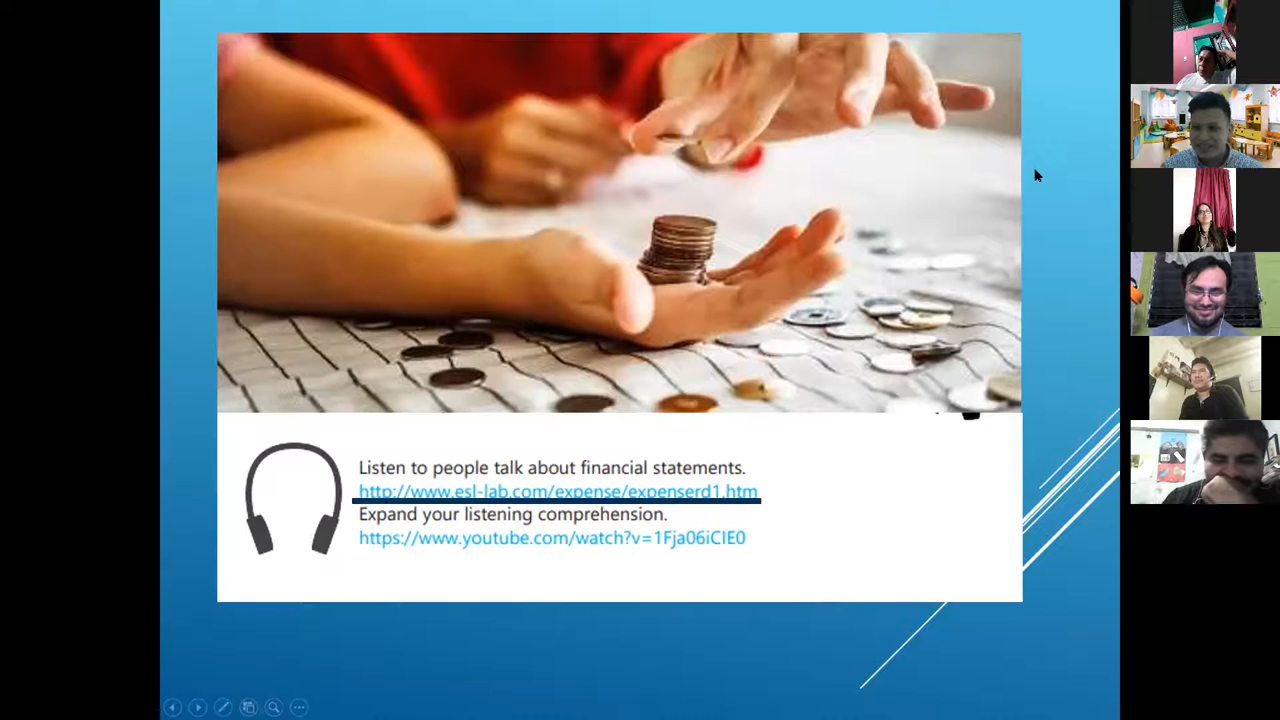 Listen to people talk about financial statements.
http://www.esl-lab.com/expense/expenserd1.htm
Expand your listening comprehension.
https://www.youtube.com/watch?v=1Fja06iCIE0